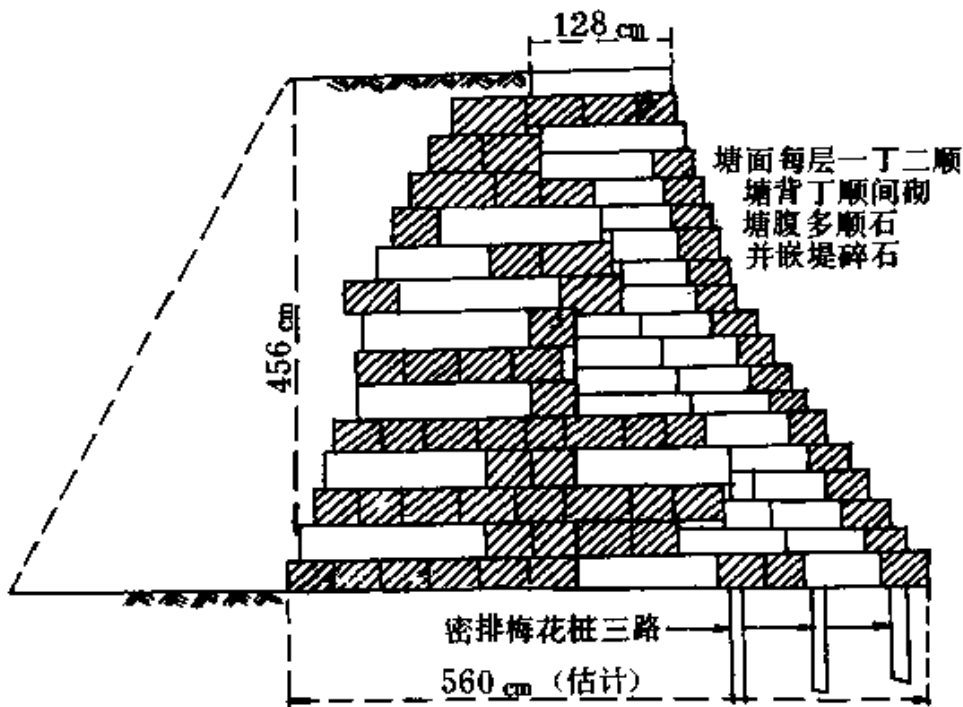 128 cm
塘面每层一丁二顺
塘背丁顺间砌
塘腹多顺石
并嵌堤碎石
456 cm
密排梅花桩三路
560 cm (估计)